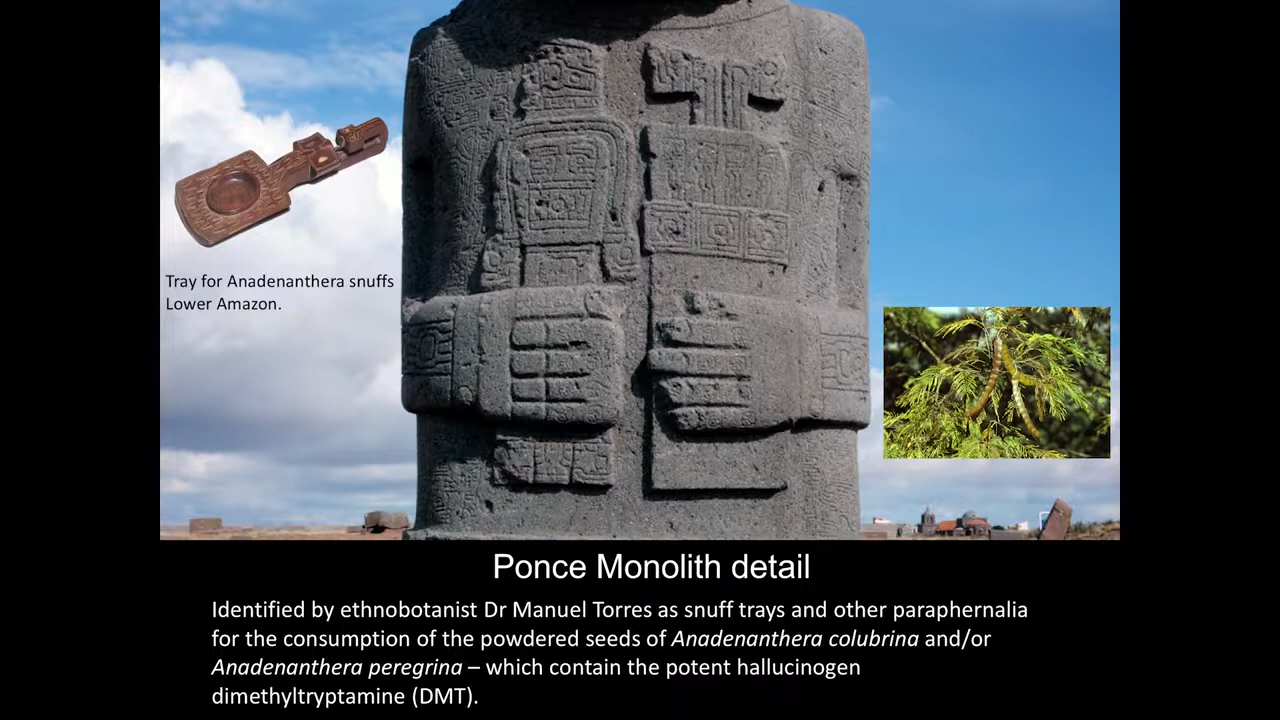 Tray for Anadenanthera snuffs
Lower Amazon.
Ponce Monolith detail
Identified by ethnobotanist Dr Manuel Torres as snuff trays and other paraphernalia
for the consumption of the powdered seeds of Anadenanthera colubrina and/or
Anadenanthera peregrina – which contain the potent hallucinogen
dimethyltryptamine (DMT).